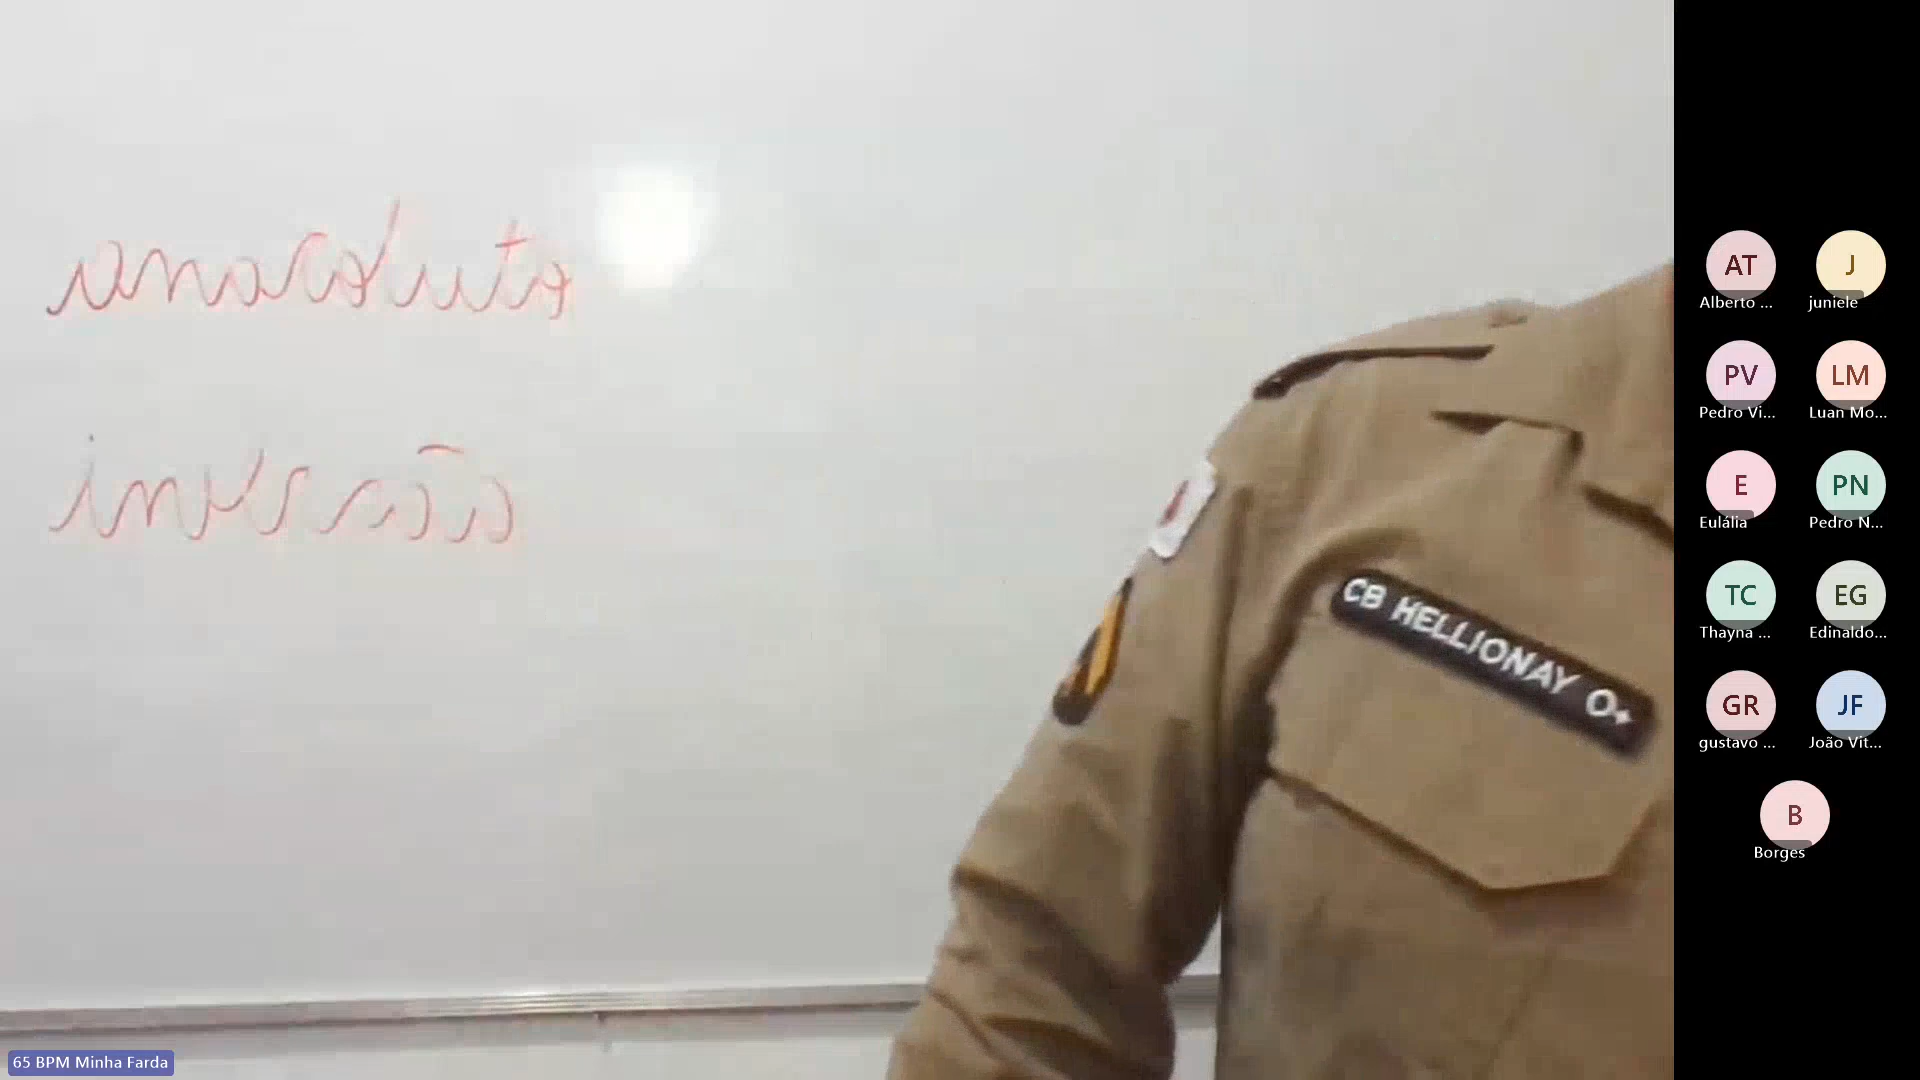 anacoluto
inversão
CB HELLIONAY O+
65 BPM Minha Farda
AT
Alberto ...
J
juniele
PV
Pedro Vi...
LM
Luan Mo...
E
Eulália
PN
Pedro N...
TC
Thayna ...
EG
Edinaldo...
GR
gustavo ...
JF
João Vit...
B
Borges